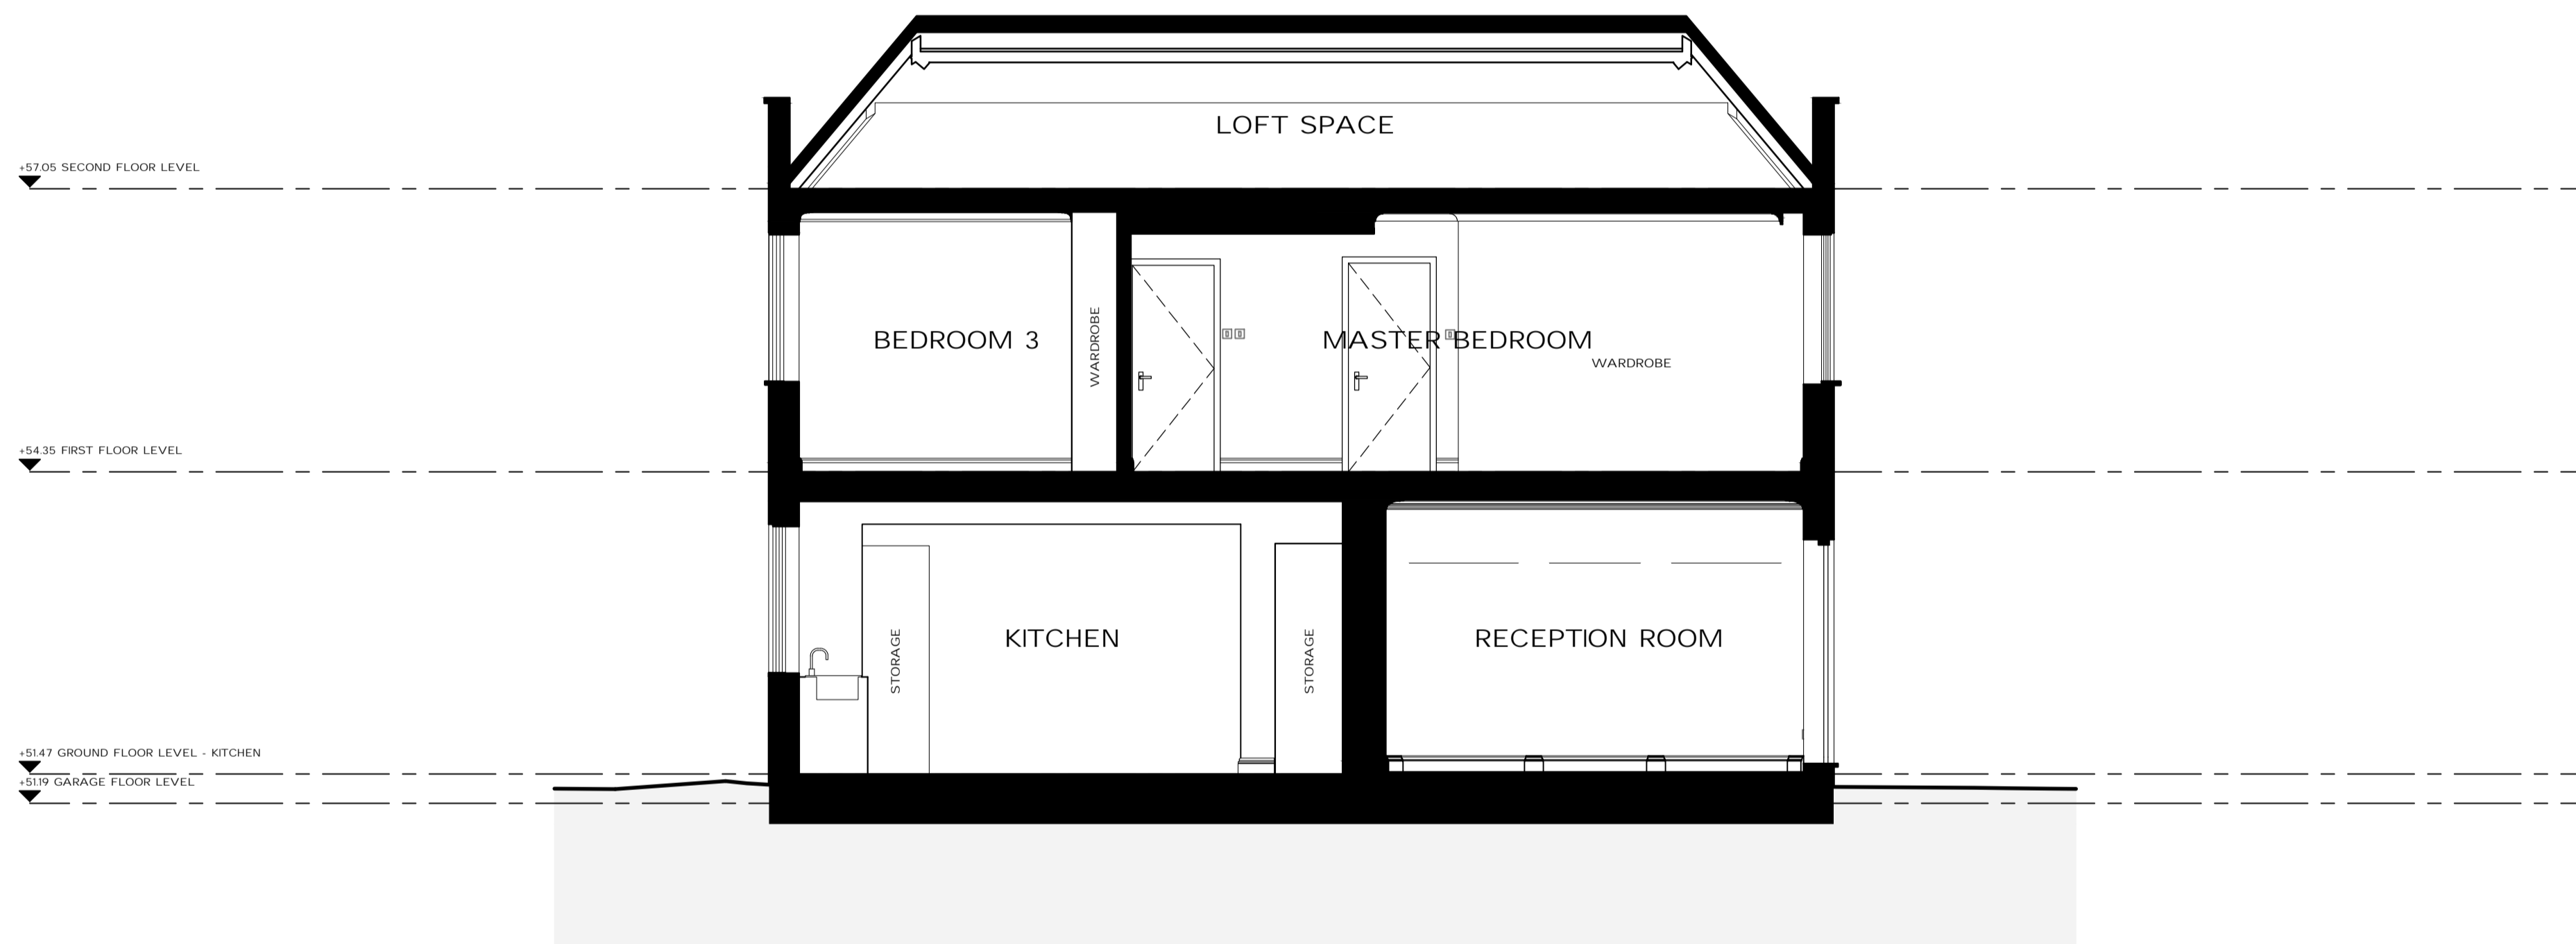 LOFT SPACE
+57.05 SECOND FLOOR LEVEL
BEDROOM 3
WARDROBE
MASTER BEDROOM
WARDROBE
+54.35 FIRST FLOOR LEVEL
STORAGE
KITCHEN
STORAGE
RECEPTION ROOM
+51.47 GROUND FLOOR LEVEL - KITCHEN
+51.19 GARAGE FLOOR LEVEL